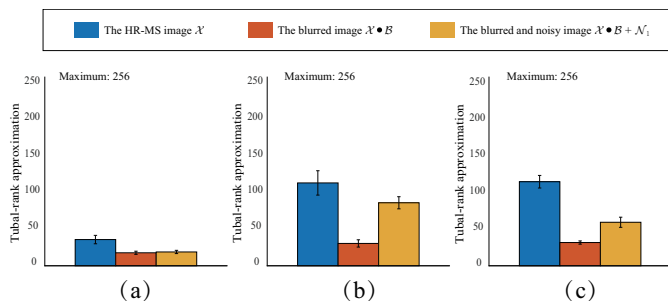 The HR-MS image 𝒳 The blurred image 𝒳 ● ℬ The blurred and noisy image 𝒳 ● ℬ + 𝒩₁
Maximum: 256 Maximum: 256 Maximum: 256
Tubal-rank approximation Tubal-rank approximation Tubal-rank approximation
250 250 250
200 200 200
150 150 150
100 100 100
50 50 50
0 0 0
(a) (b) (c)